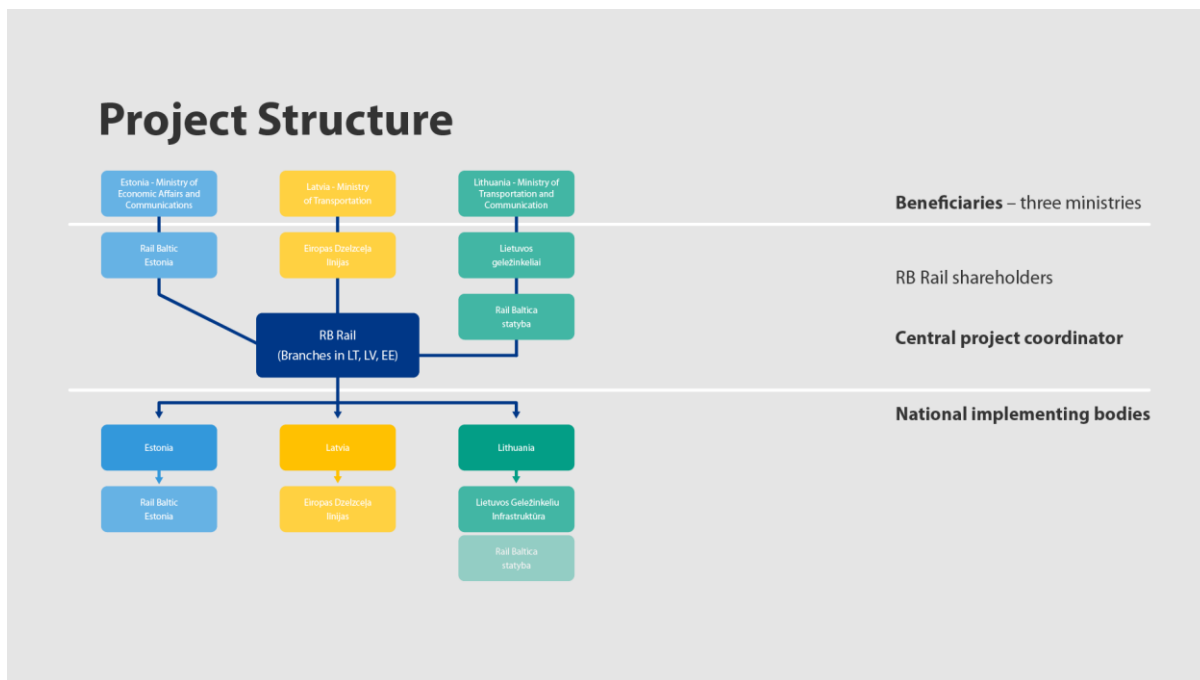 Project Structure
Estonia - Ministry of
Economic Affairs and
Communications
Latvia - Ministry
of Transportation
Lithuania - Ministry of
Transportation and
Communication
Beneficiaries – three ministries
Rail Baltic
Estonia
Eiropas Dzelzceļa
līnijas
Lietuvos
geležinkeliai
RB Rail shareholders
Rail Baltica
statyba
RB Rail
(Branches in LT, LV, EE)
Central project coordinator
National implementing bodies
Estonia
Latvia
Lithuania
Rail Baltic
Estonia
Eiropas Dzelzceļa
līnijas
Lietuvos Geležinkeliu
Infrastruktūra
Rail Baltica
statyba